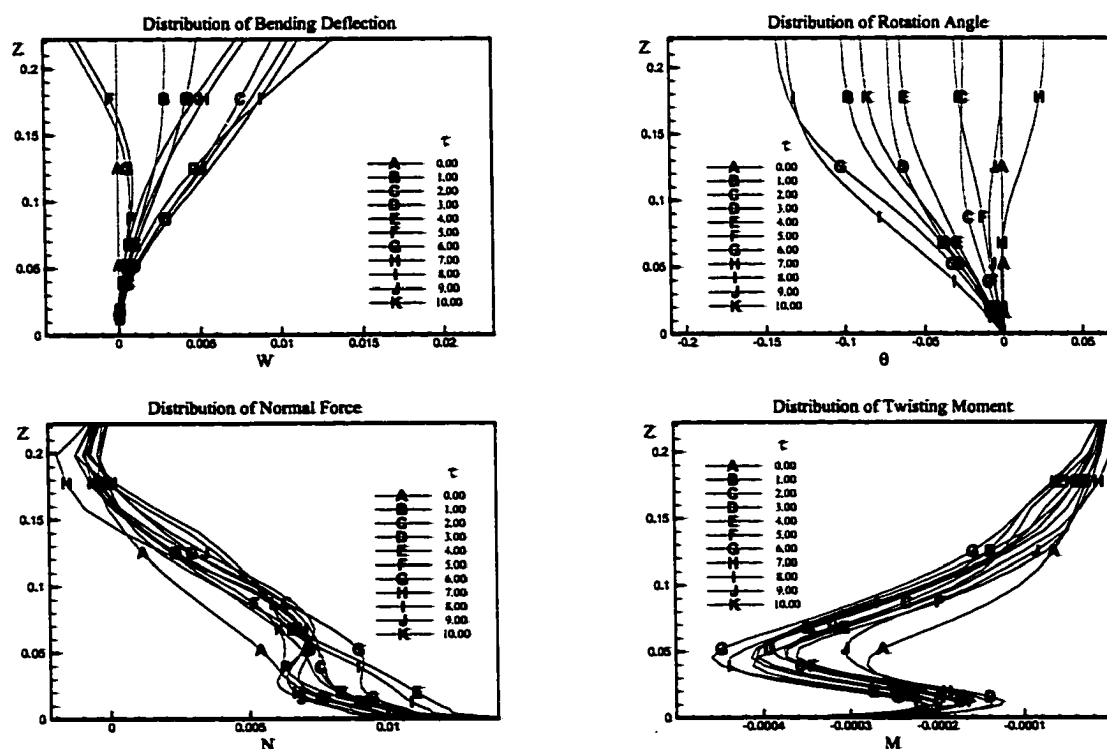 Distribution of Bending Deflection
Z
0.2
0.15
0.1
0.05
0
0
0.005
0.01
0.02
W
τ
A 0.00
B 1.00
C 2.00
D 3.00
E 4.00
F 5.00
G 6.00
H 7.00
I 8.00
J 9.00
K 10.00
Distribution of Rotation Angle
Z
0.2
0.15
0.1
0.05
0
-0.2
-0.15
-0.1
-0.05
0
0.05
θ
τ
A 0.00
B 1.00
C 2.00
D 3.00
E 4.00
F 5.00
G 6.00
H 7.00
I 8.00
J 9.00
K 10.00
Distribution of Normal Force
Z
0.2
0.15
0.1
0.05
0
0
0.005
0.01
N
τ
A 0.00
B 1.00
C 2.00
D 3.00
E 4.00
F 5.00
G 6.00
H 7.00
I 8.00
J 9.00
K 10.00
Distribution of Twisting Moment
Z
0.2
0.15
0.1
0.05
0
-0.0004
-0.0003
-0.0002
-0.0001
M
τ
A 0.00
B 1.00
C 2.00
D 3.00
E 4.00
F 5.00
G 6.00
H 7.00
I 8.00
J 9.00
K 10.00